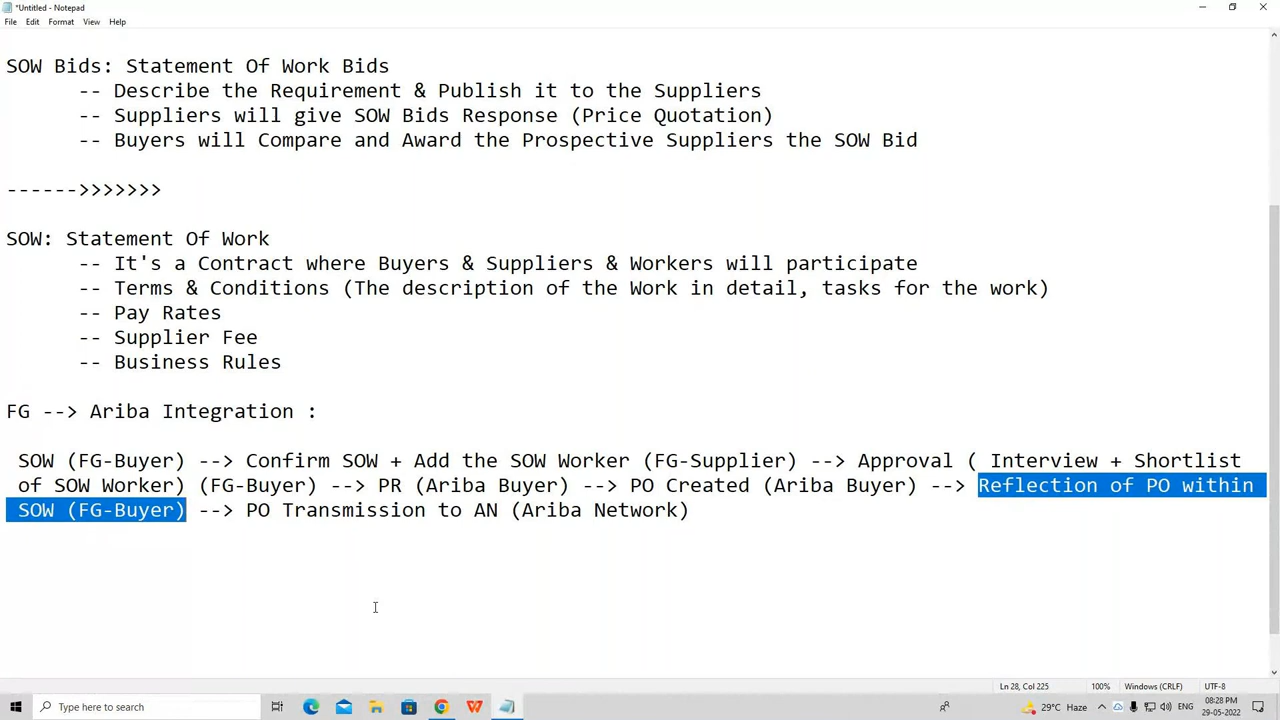 *Untitled - Notepad
File Edit Format View Help
SOW Bids: Statement Of Work Bids
-- Describe the Requirement & Publish it to the Suppliers
-- Suppliers will give SOW Bids Response (Price Quotation)
-- Buyers will Compare and Award the Prospective Suppliers the SOW Bid
------>>>>>>>
SOW: Statement Of Work
-- It's a Contract where Buyers & Suppliers & Workers will participate
-- Terms & Conditions (The description of the Work in detail, tasks for the work)
-- Pay Rates
-- Supplier Fee
-- Business Rules
FG --> Ariba Integration :
SOW (FG-Buyer) --> Confirm SOW + Add the SOW Worker (FG-Supplier) --> Approval ( Interview + Shortlist
of SOW Worker) (FG-Buyer) --> PR (Ariba Buyer) --> PO Created (Ariba Buyer) --> Reflection of PO within
SOW (FG-Buyer) --> PO Transmission to AN (Ariba Network)
Ln 28, Col 225 100% Windows (CRLF) UTF-8
Type here to search 29°C Haze ENG 08:28 PM
29-05-2022